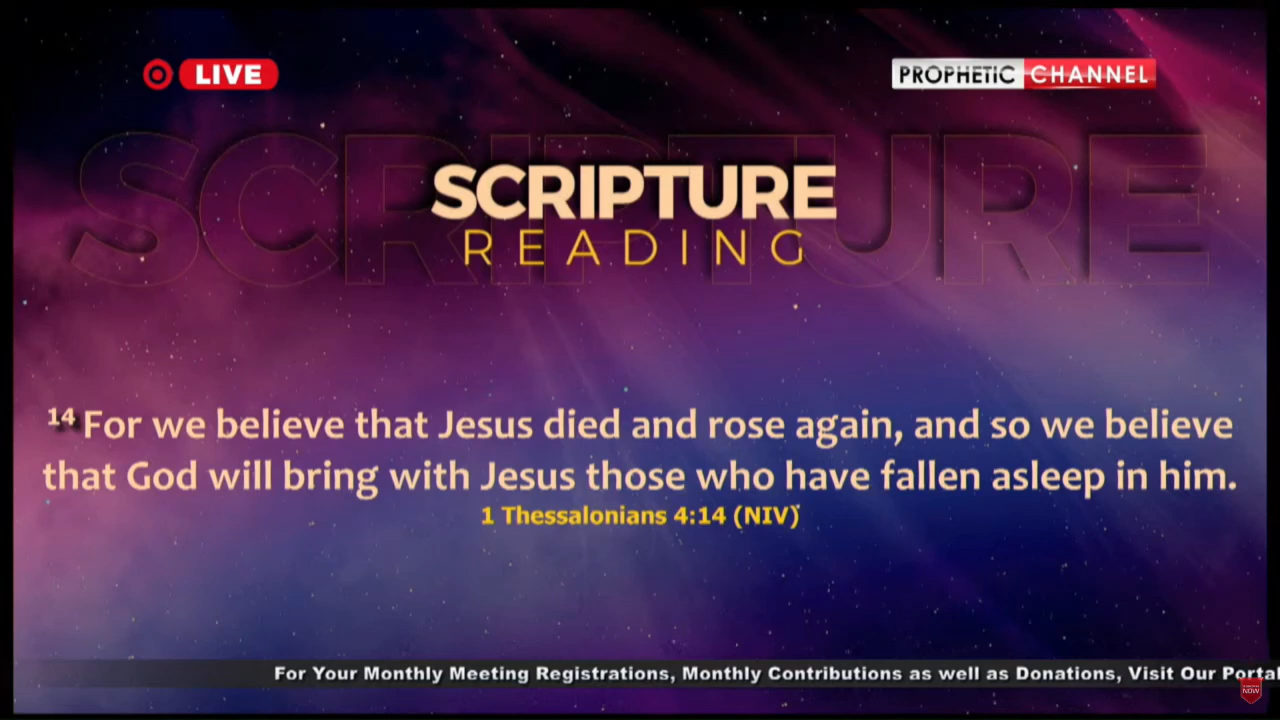 LIVE
PROPHETIC CHANNEL
SCRIPTURE
SCRIPTURE
READING
14 For we believe that Jesus died and rose again, and so we believe
that God will bring with Jesus those who have fallen asleep in him.
1 Thessalonians 4:14 (NIV)
For Your Monthly Meeting Registrations, Monthly Contributions as well as Donations, Visit Our Portal
NOW